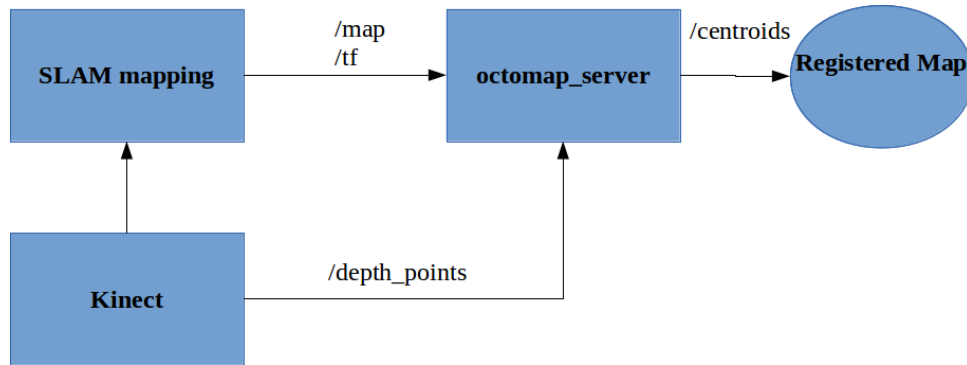 /map
/tf
/centroids
SLAM mapping
octomap_server
Registered Map
/depth_points
Kinect